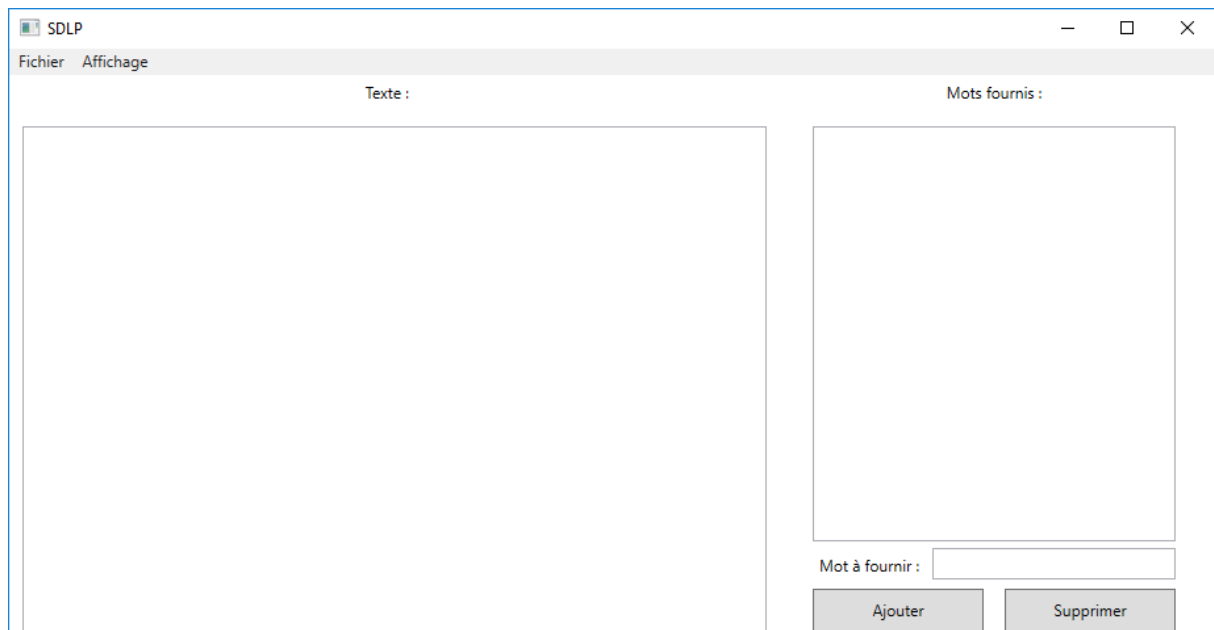 SDLP
Fichier Affichage
Texte :
Mots fournis :
Mot à fournir :
Ajouter
Supprimer